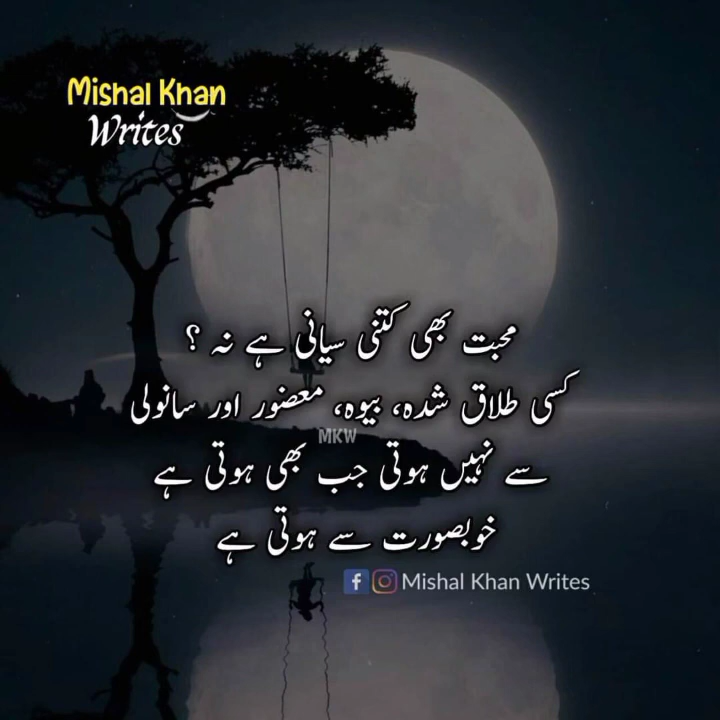 Mishal Khan
Writes
محبت بھی کتنی سیانی ہے نہ ؟
کسی طلاق شدہ، بیوہ، معضور اور سانولی
MKW
سے نہیں ہوتی جب بھی ہوتی ہے
خوبصورت سے ہوتی ہے
Mishal Khan Writes